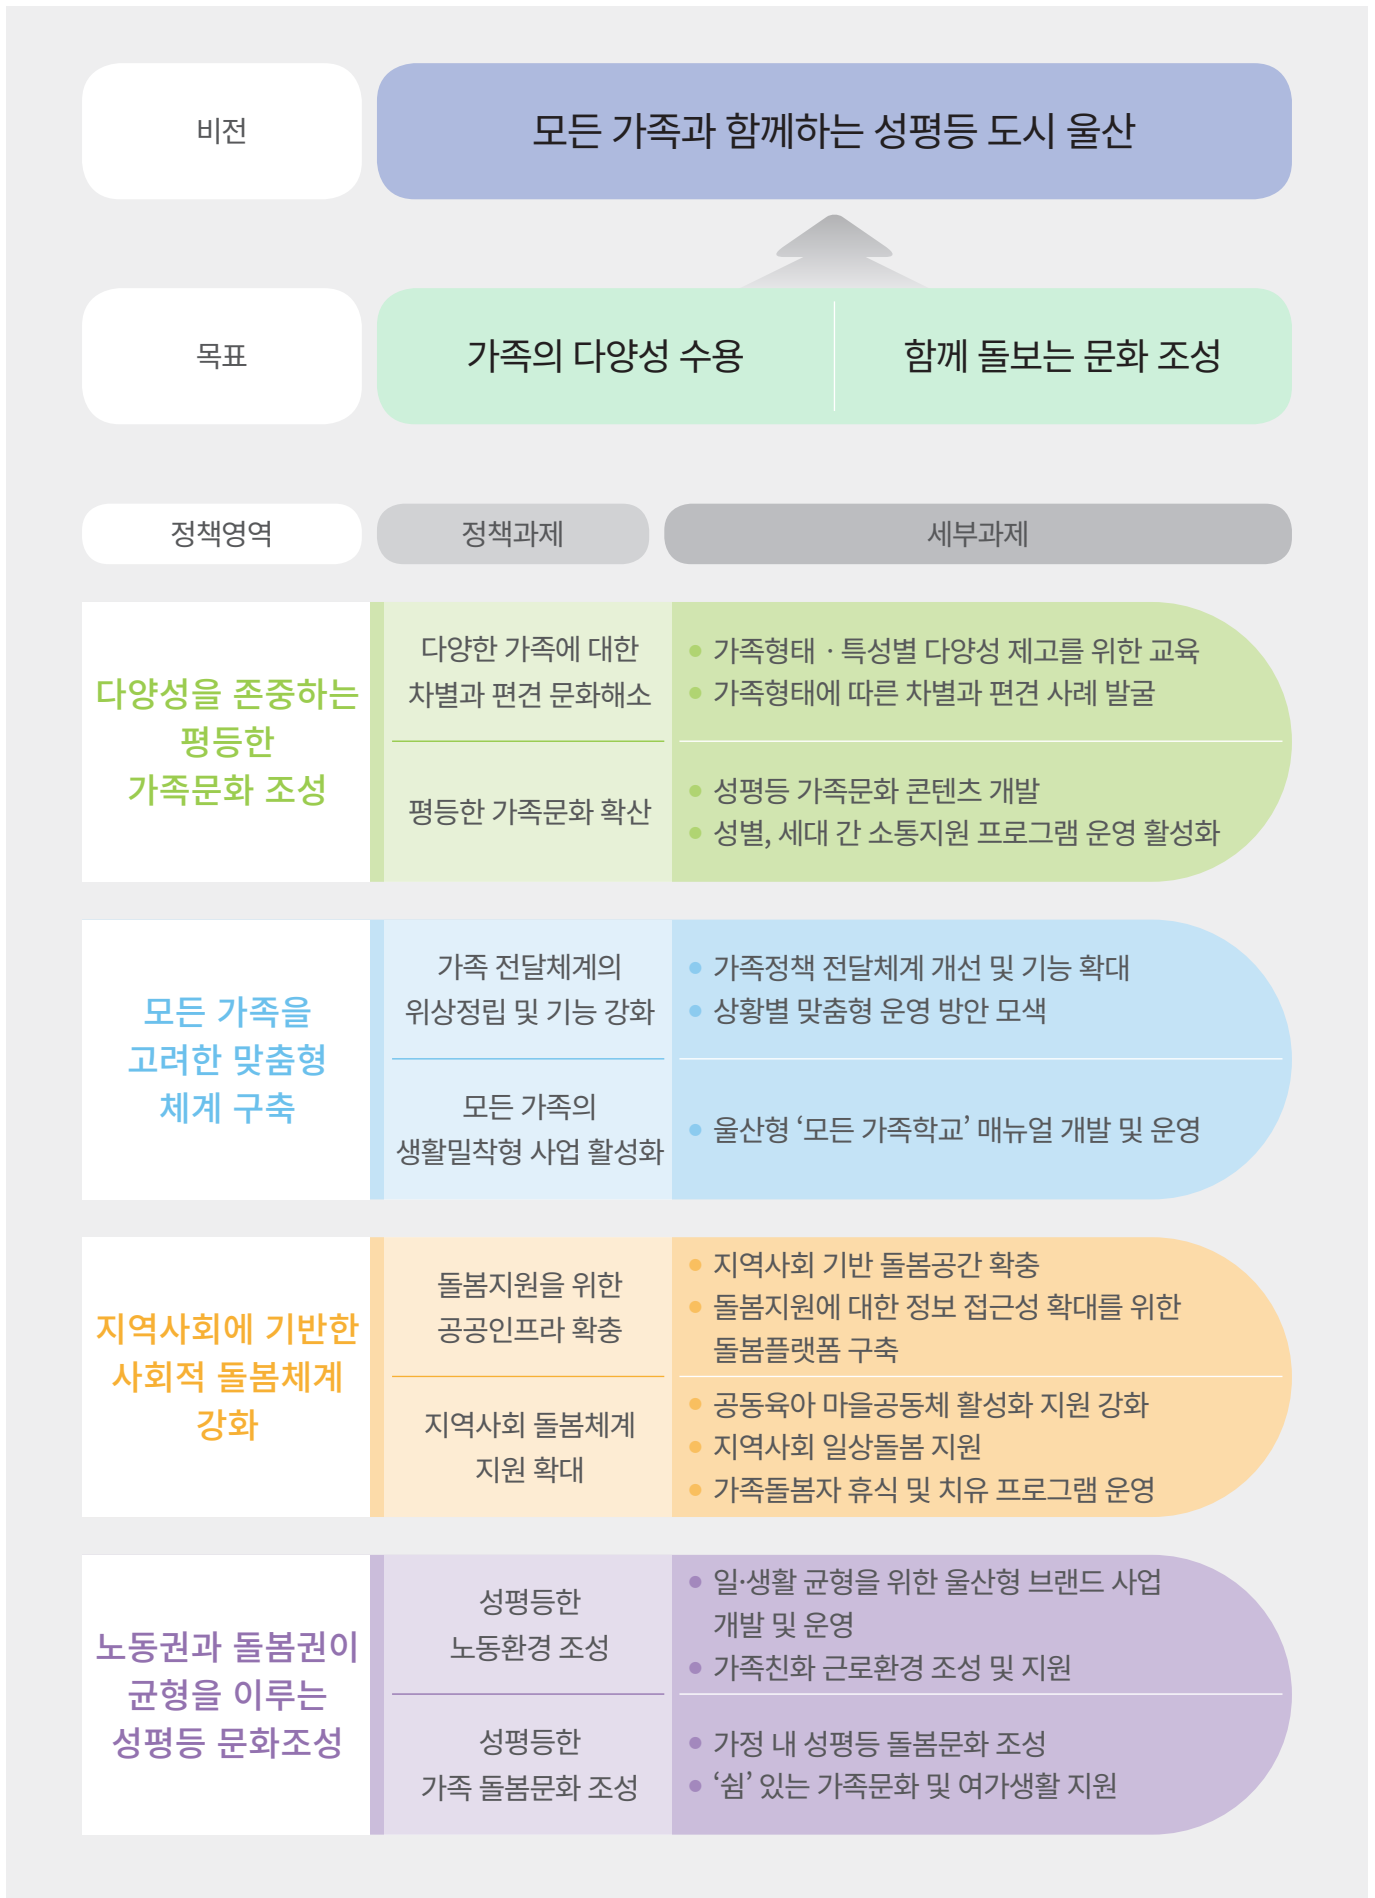 비전
모든 가족과 함께하는 성평등 도시 울산
목표
가족의 다양성 수용
함께 돌보는 문화 조성
정책영역
정책과제
세부과제
다양성을 존중하는
평등한
가족문화 조성
다양한 가족에 대한
차별과 편견 문화해소
● 가족형태 · 특성별 다양성 제고를 위한 교육
● 가족형태에 따른 차별과 편견 사례 발굴
평등한 가족문화 확산
● 성평등 가족문화 콘텐츠 개발
● 성별, 세대 간 소통지원 프로그램 운영 활성화
모든 가족을
고려한 맞춤형
체계 구축
가족 전달체계의
위상정립 및 기능 강화
● 가족정책 전달체계 개선 및 기능 확대
● 상황별 맞춤형 운영 방안 모색
모든 가족의
생활밀착형 사업 활성화
● 울산형 ‘모든 가족학교’ 매뉴얼 개발 및 운영
지역사회에 기반한
사회적 돌봄체계
강화
돌봄지원을 위한
공공인프라 확충
● 지역사회 기반 돌봄공간 확충
● 돌봄지원에 대한 정보 접근성 확대를 위한
돌봄플랫폼 구축
지역사회 돌봄체계
지원 확대
● 공동육아 마을공동체 활성화 지원 강화
● 지역사회 일상돌봄 지원
● 가족돌봄자 휴식 및 치유 프로그램 운영
노동권과 돌봄권이
균형을 이루는
성평등 문화조성
성평등한
노동환경 조성
● 일·생활 균형을 위한 울산형 브랜드 사업
개발 및 운영
● 가족친화 근로환경 조성 및 지원
성평등한
가족 돌봄문화 조성
● 가정 내 성평등 돌봄문화 조성
● ‘쉼’ 있는 가족문화 및 여가생활 지원